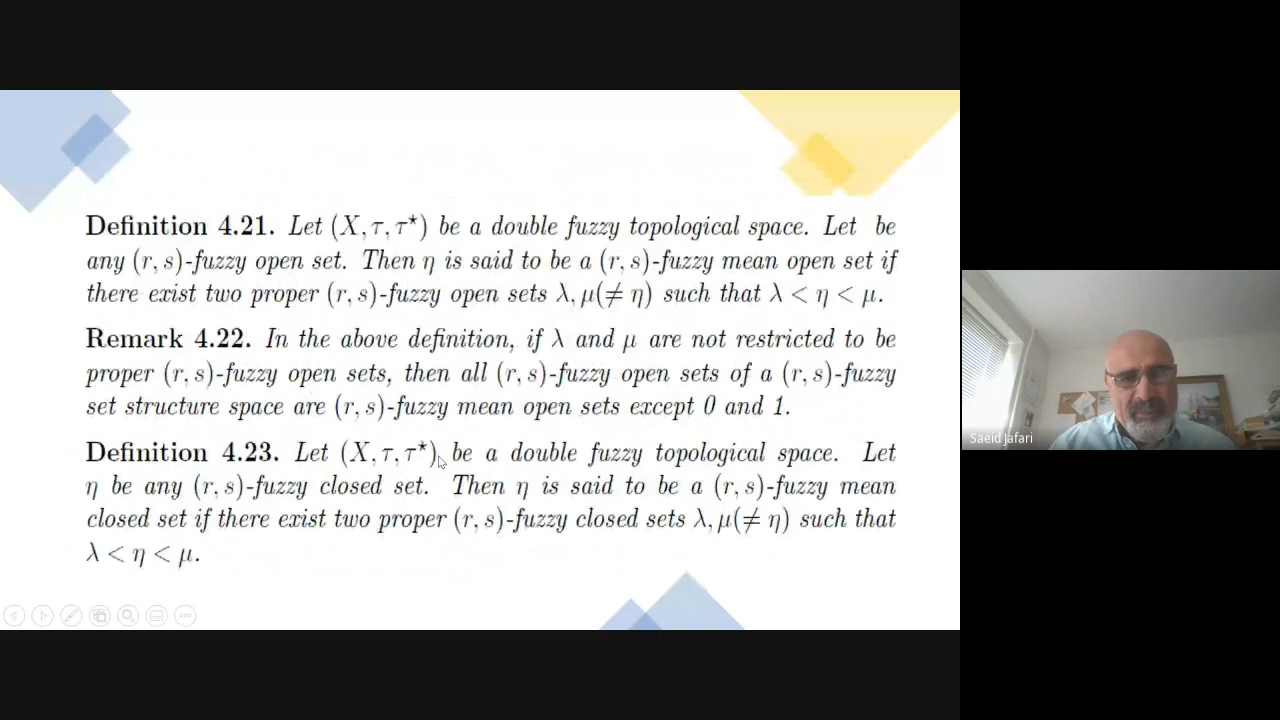 Definition 4.21. Let (X, τ, τ⋆) be a double fuzzy topological space. Let be
any (r, s)-fuzzy open set. Then η is said to be a (r, s)-fuzzy mean open set if
there exist two proper (r, s)-fuzzy open sets λ, μ(≠ η) such that λ < η < μ.
Remark 4.22. In the above definition, if λ and μ are not restricted to be
proper (r, s)-fuzzy open sets, then all (r, s)-fuzzy open sets of a (r, s)-fuzzy
set structure space are (r, s)-fuzzy mean open sets except 0 and 1.
Definition 4.23. Let (X, τ, τ⋆) be a double fuzzy topological space. Let
η be any (r, s)-fuzzy closed set. Then η is said to be a (r, s)-fuzzy mean
closed set if there exist two proper (r, s)-fuzzy closed sets λ, μ(≠ η) such that
λ < η < μ.
Saeid Jafari